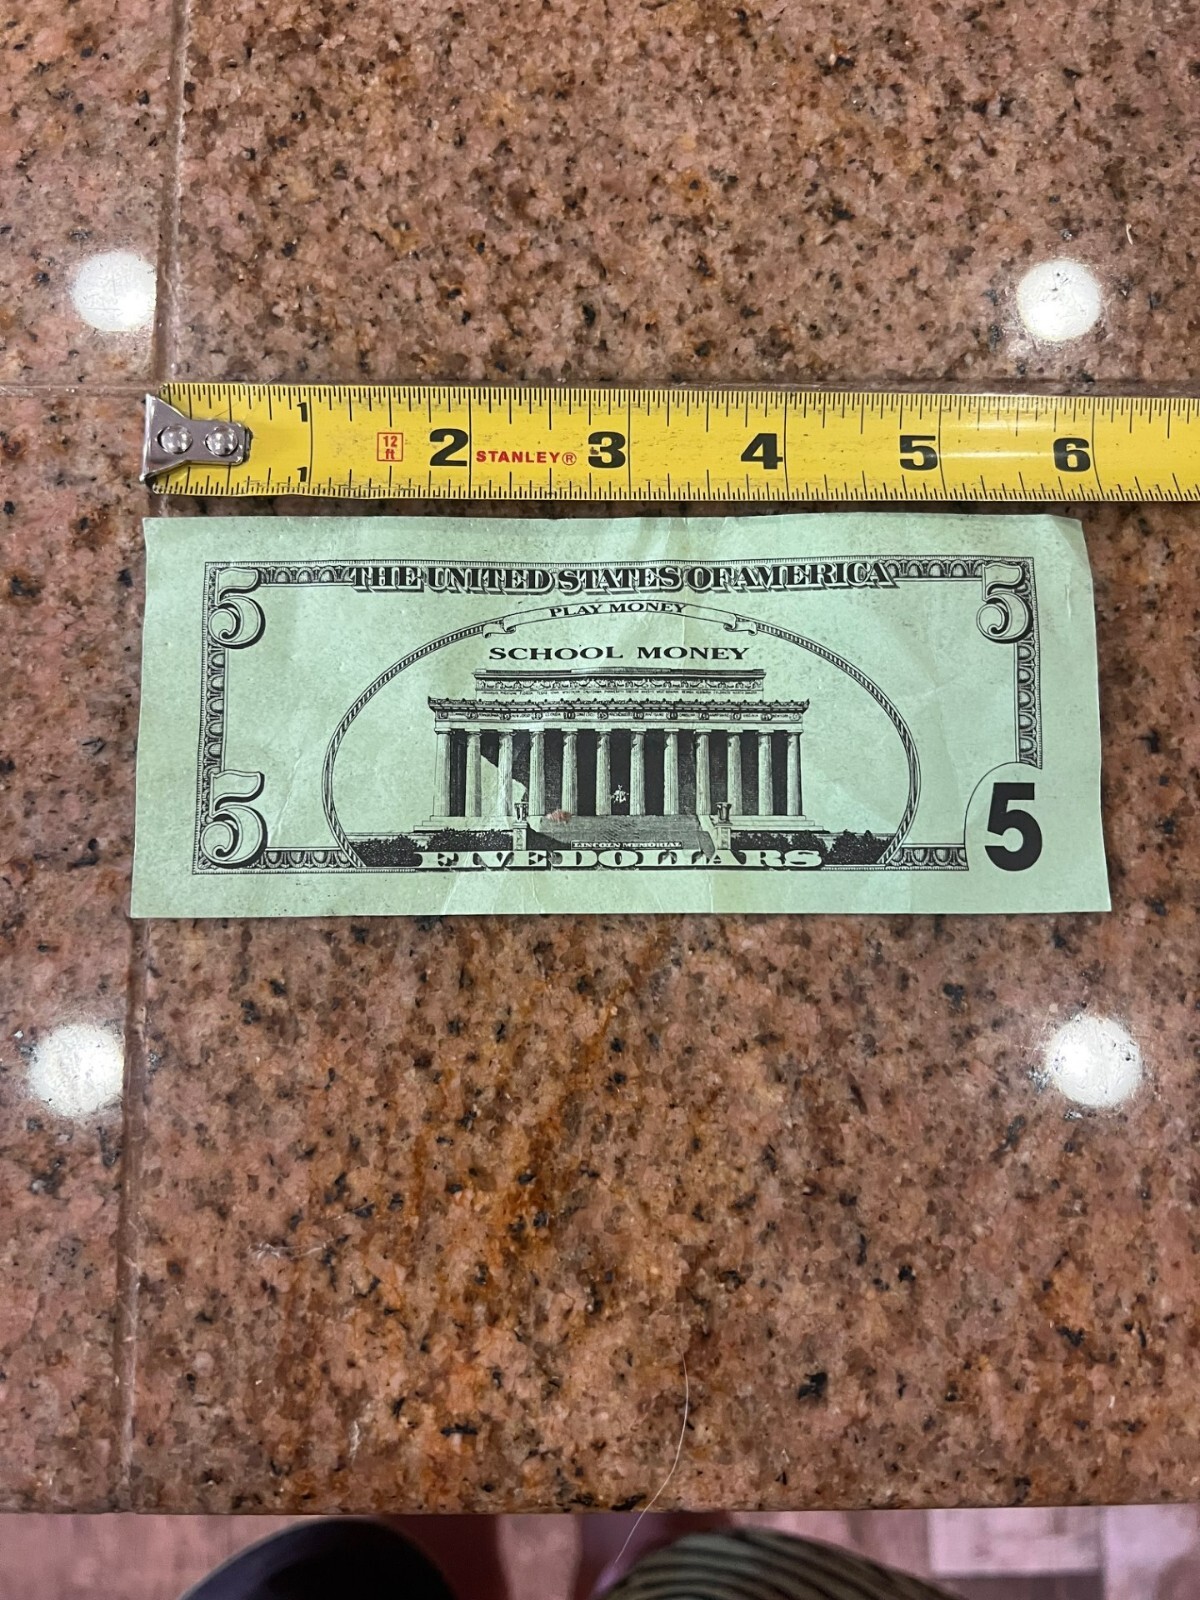 1
12
ft
2 STANLEY® 3 4 5 6
1
5 THE UNITED STATES OF AMERICA 5
PLAY MONEY
SCHOOL MONEY
LINCOLN MEMORIAL
5 FIVE DOLLARS 5